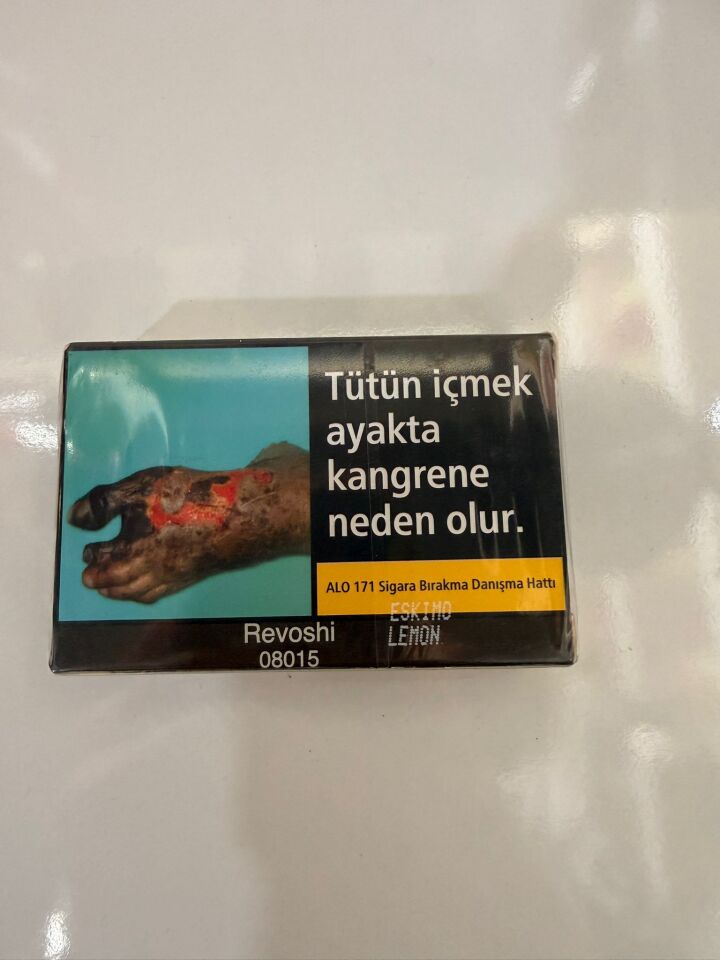 Tütün içmek
ayakta
kangrene
neden olur.
ALO 171 Sigara Bırakma Danışma Hattı
ESKIMO
LEMON
Revoshi
08015